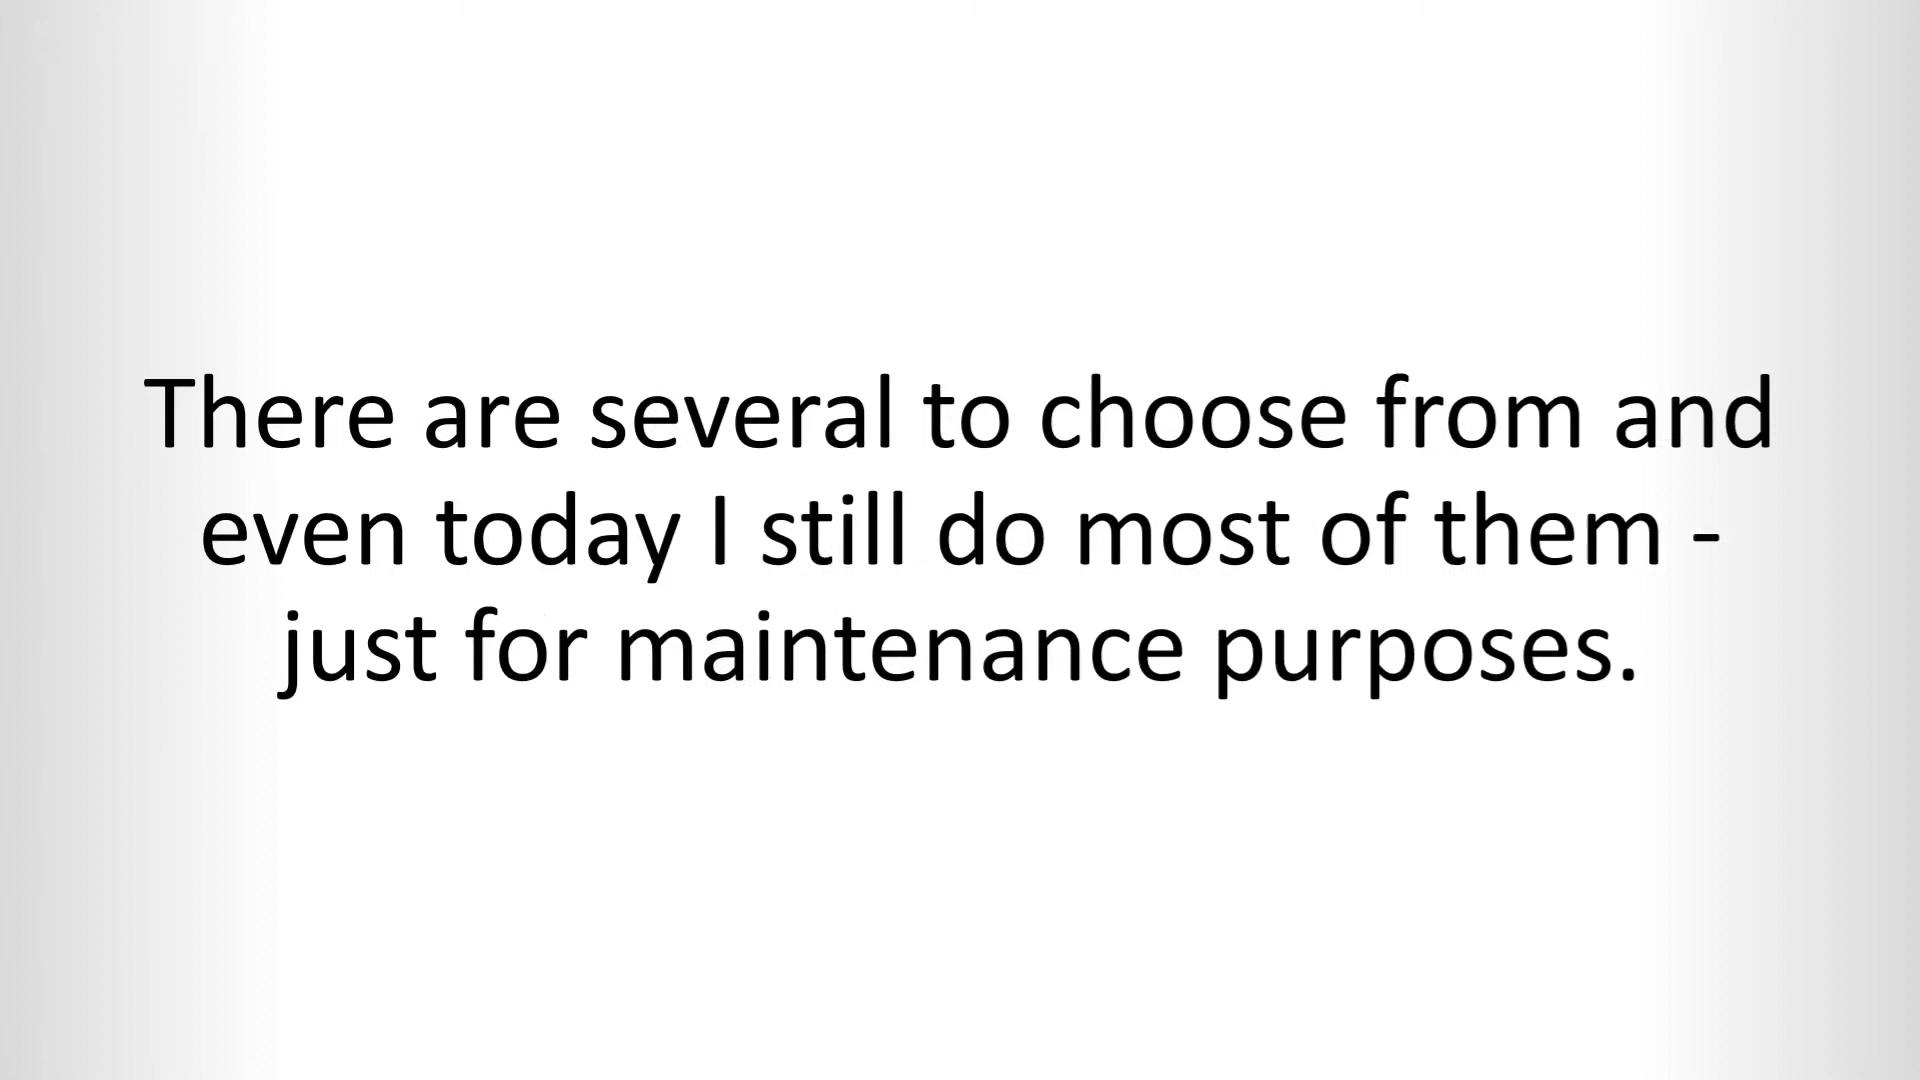 There are several to choose from and
even today I still do most of them -
just for maintenance purposes.